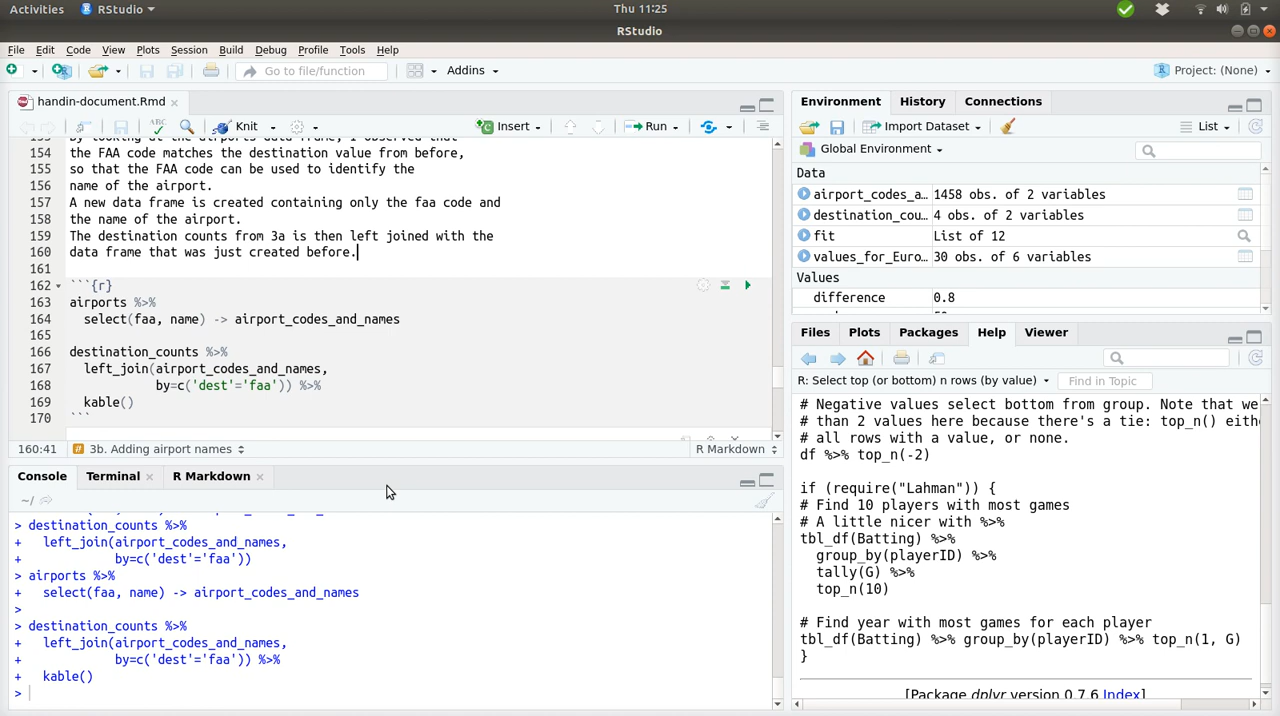 Activities RStudio Thu 11:25
RStudio
File Edit Code View Plots Session Build Debug Profile Tools Help
Go to file/function Addins Project: (None)
handin-document.Rmd
Knit Insert Run
154 the FAA code matches the destination value from before,
155 so that the FAA code can be used to identify the
156 name of the airport.
157 A new data frame is created containing only the faa code and
158 the name of the airport.
159 The destination counts from 3a is then left joined with the
160 data frame that was just created before.
161
162 ```{r}
163 airports %>%
164 select(faa, name) -> airport_codes_and_names
165
166 destination_counts %>%
167 left_join(airport_codes_and_names,
168 by=c('dest'='faa')) %>%
169 kable()
170 ```
160:41 # 3b. Adding airport names R Markdown
Console Terminal R Markdown
~/
> destination_counts %>%
+ left_join(airport_codes_and_names,
+ by=c('dest'='faa'))
> airports %>%
+ select(faa, name) -> airport_codes_and_names
>
> destination_counts %>%
+ left_join(airport_codes_and_names,
+ by=c('dest'='faa')) %>%
+ kable()
>
Environment History Connections
Import Dataset List
Global Environment
Data
airport_codes_a… 1458 obs. of 2 variables
destination_cou… 4 obs. of 2 variables
fit List of 12
values_for_Euro… 30 obs. of 6 variables
Values
difference 0.8
Files Plots Packages Help Viewer
R: Select top (or bottom) n rows (by value) Find in Topic
# Negative values select bottom from group. Note that we
# than 2 values here because there's a tie: top_n() eithe
# all rows with a value, or none.
df %>% top_n(-2)
if (require("Lahman")) {
# Find 10 players with most games
# A little nicer with %>%
tbl_df(Batting) %>%
group_by(playerID) %>%
tally(G) %>%
top_n(10)
# Find year with most games for each player
tbl_df(Batting) %>% group_by(playerID) %>% top_n(1, G)
}
[Package dplyr version 0.7.6 Index]